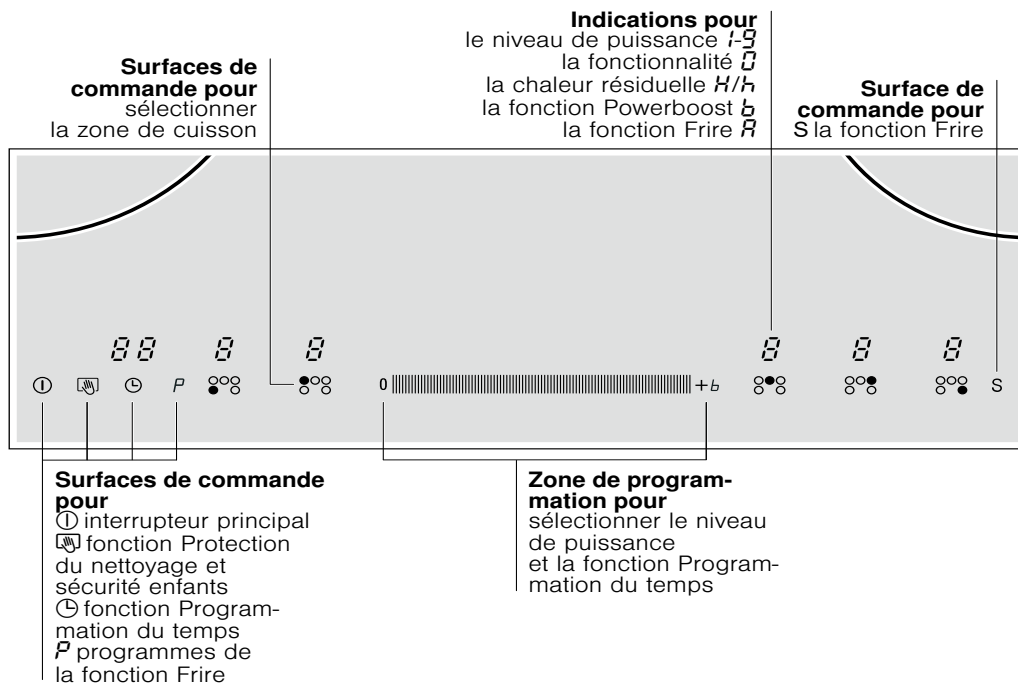 Indications pour
le niveau de puissance 1-9
la fonctionnalité 0
la chaleur résiduelle H/h
la fonction Powerboost b
la fonction Frire A
Surfaces de
commande pour
sélectionner
la zone de cuisson
Surface de
commande pour
S la fonction Frire
88 8 8 8 8 8
P 0 +b S
Surfaces de commande
pour
interrupteur principal
fonction Protection
du nettoyage et
sécurité enfants
fonction Program-
mation du temps
P programmes de
la fonction Frire
Zone de program-
mation pour
sélectionner le niveau
de puissance
et la fonction Program-
mation du temps